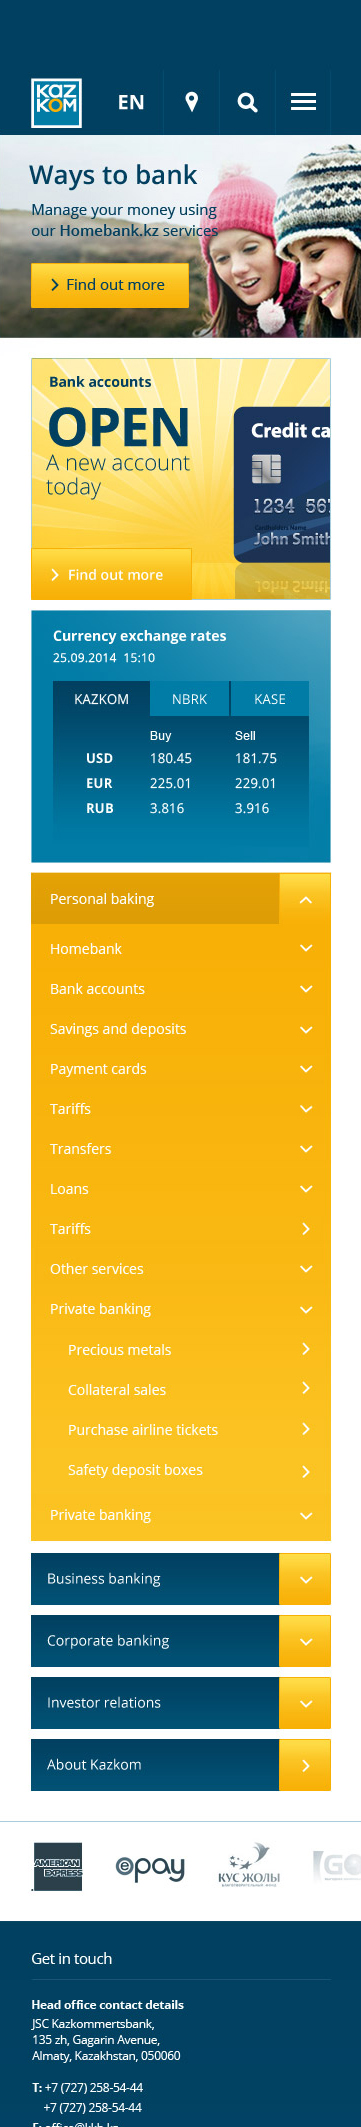 KAZ
KOM
EN
Ways to bank
Manage your money using
our Homebank.kz services
Find out more
Bank accounts
OPEN
A new account
today
Credit ca
1234 567
Cardholders Name
John Smith
Find out more
Currency exchange rates
25.09.2014 15:10
KAZKOM NBRK KASE
Buy Sell
USD 180.45 181.75
EUR 225.01 229.01
RUB 3.816 3.916
Personal baking
Homebank
Bank accounts
Savings and deposits
Payment cards
Tariffs
Transfers
Loans
Tariffs
Other services
Private banking
Precious metals
Collateral sales
Purchase airline tickets
Safety deposit boxes
Private banking
Business banking
Corporate banking
Investor relations
About Kazkom
AMERICAN
EXPRESS
epay
КУС ЖОЛЫ
GO
Get in touch
Head office contact details
JSC Kazkommertsbank,
135 zh, Gagarin Avenue,
Almaty, Kazakhstan, 050060
T: +7 (727) 258-54-44
+7 (727) 258-54-44